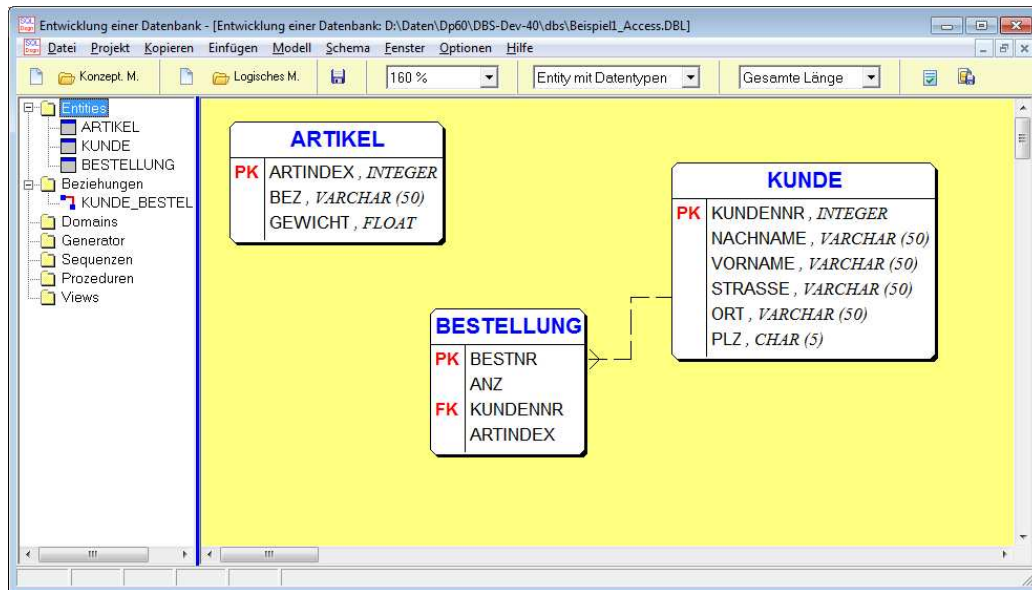 Entwicklung einer Datenbank - [Entwicklung einer Datenbank: D:\Daten\Dp60\DBS-Dev-40\dbs\Beispiel1_Access.DBL]
Datei Projekt Kopieren Einfügen Modell Schema Fenster Optionen Hilfe
Konzept. M. Logisches M. 160 % Entity mit Datentypen Gesamte Länge
Entities
ARTIKEL
KUNDE
BESTELLUNG
Beziehungen
KUNDE_BESTEL
Domains
Generator
Sequenzen
Prozeduren
Views
ARTIKEL
PK ARTINDEX , INTEGER
BEZ , VARCHAR (50)
GEWICHT , FLOAT
KUNDE
PK KUNDENNR , INTEGER
NACHNAME , VARCHAR (50)
VORNAME , VARCHAR (50)
STRASSE , VARCHAR (50)
ORT , VARCHAR (50)
PLZ , CHAR (5)
BESTELLUNG
PK BESTNR
ANZ
FK KUNDENNR
ARTINDEX